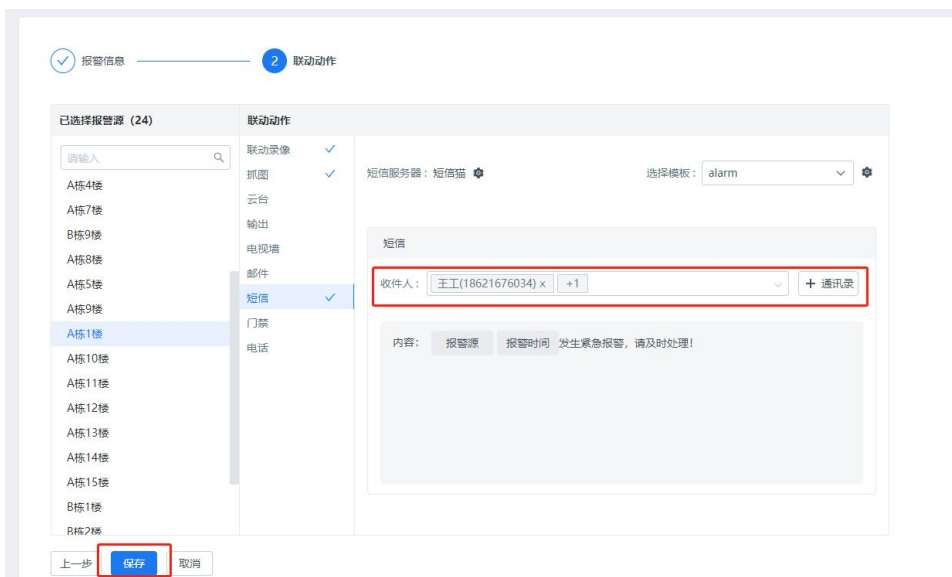 报警信息
2 联动动作
已选择报警源（24）
联动动作
请输入
A栋4楼
A栋7楼
B栋9楼
A栋8楼
A栋5楼
A栋9楼
A栋1楼
A栋10楼
A栋11楼
A栋12楼
A栋13楼
A栋14楼
A栋15楼
B栋1楼
B栋2楼
联动录像
抓图
云台
输出
电视墙
邮件
短信
门禁
电话
短信服务器：短信猫
选择模板： alarm
短信
收件人： 王工(18621676034) x +1
+ 通讯录
内容： 报警源 报警时间 发生紧急报警，请及时处理！
上一步 保存 取消